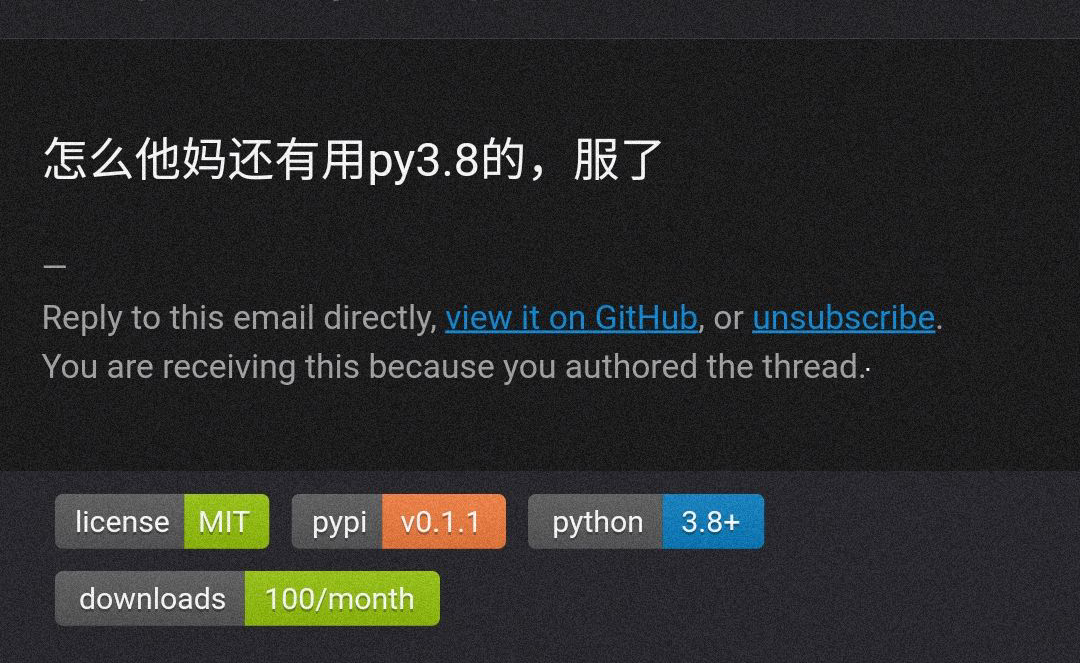 怎么他妈还有用py3.8的，服了
—
Reply to this email directly, view it on GitHub, or unsubscribe.
You are receiving this because you authored the thread.
license MIT pypi v0.1.1 python 3.8+
downloads 100/month